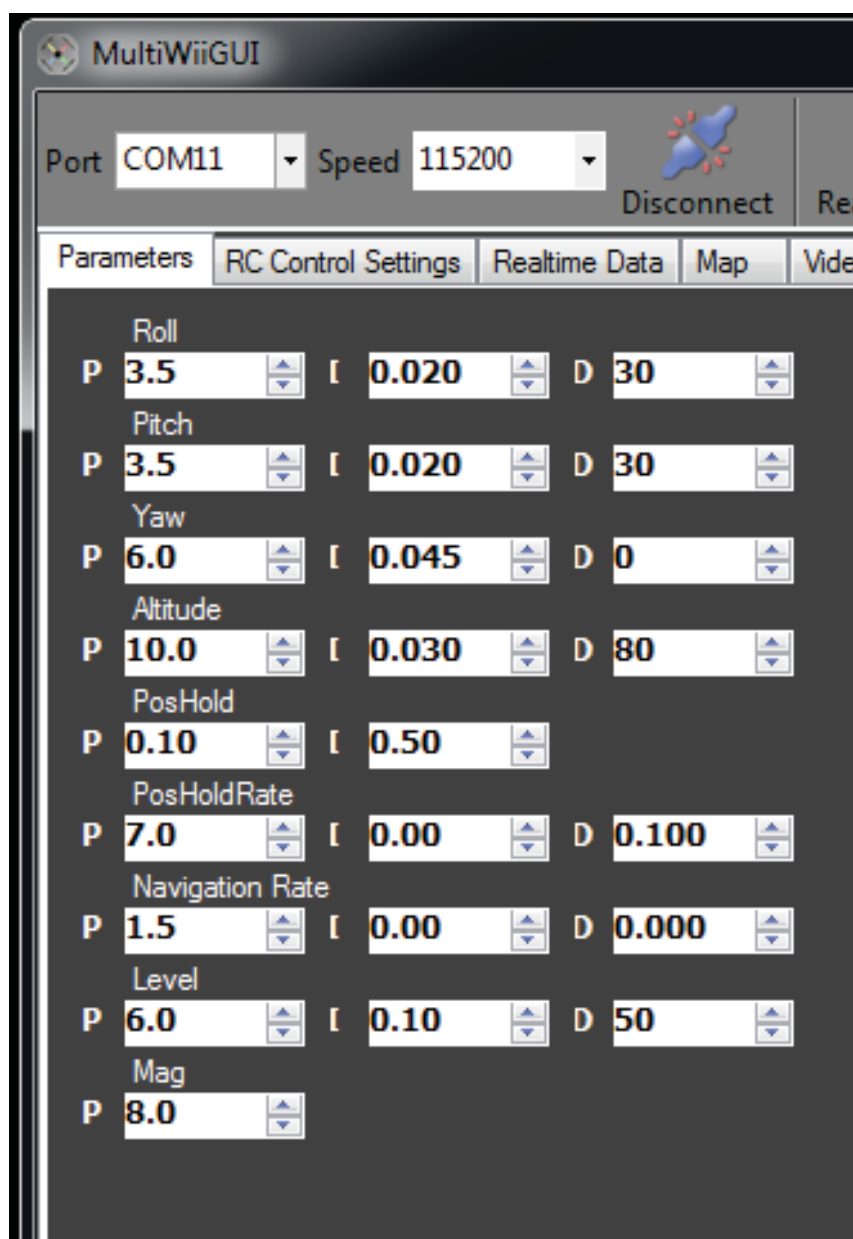 MultiWiiGUI
Port COM11 Speed 115200
Disconnect Rea
Parameters RC Control Settings Realtime Data Map Vide
Roll
P 3.5 I 0.020 D 30
Pitch
P 3.5 I 0.020 D 30
Yaw
P 6.0 I 0.045 D 0
Altitude
P 10.0 I 0.030 D 80
PosHold
P 0.10 I 0.50
PosHoldRate
P 7.0 I 0.00 D 0.100
Navigation Rate
P 1.5 I 0.00 D 0.000
Level
P 6.0 I 0.10 D 50
Mag
P 8.0